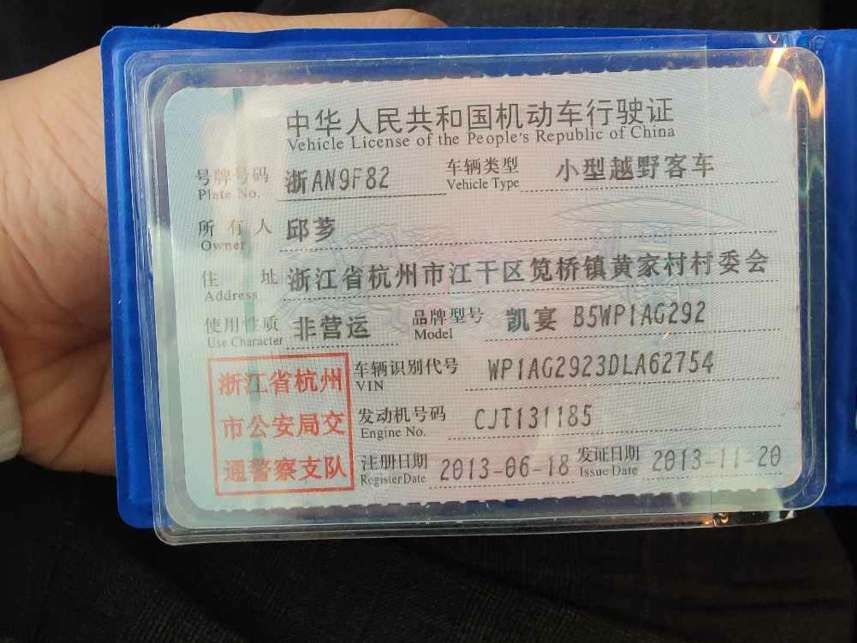 中华人民共和国机动车行驶证
Vehicle License of the People's Republic of China
号牌号码 浙AN9F82 车辆类型 小型越野客车
Plate No. Vehicle Type
所有人 邱芗
Owner
住址 浙江省杭州市江干区笕桥镇黄家村村委会
Address
使用性质 非营运 品牌型号 凯宴 B5WP1AG292
Use Character Model
浙江省杭州
市公安局交
通警察支队
车辆识别代号 WP1AG2923DLA62754
VIN
发动机号码 CJT131185
Engine No.
注册日期 2013-06-18 发证日期 2013-11-20
Register Date Issue Date